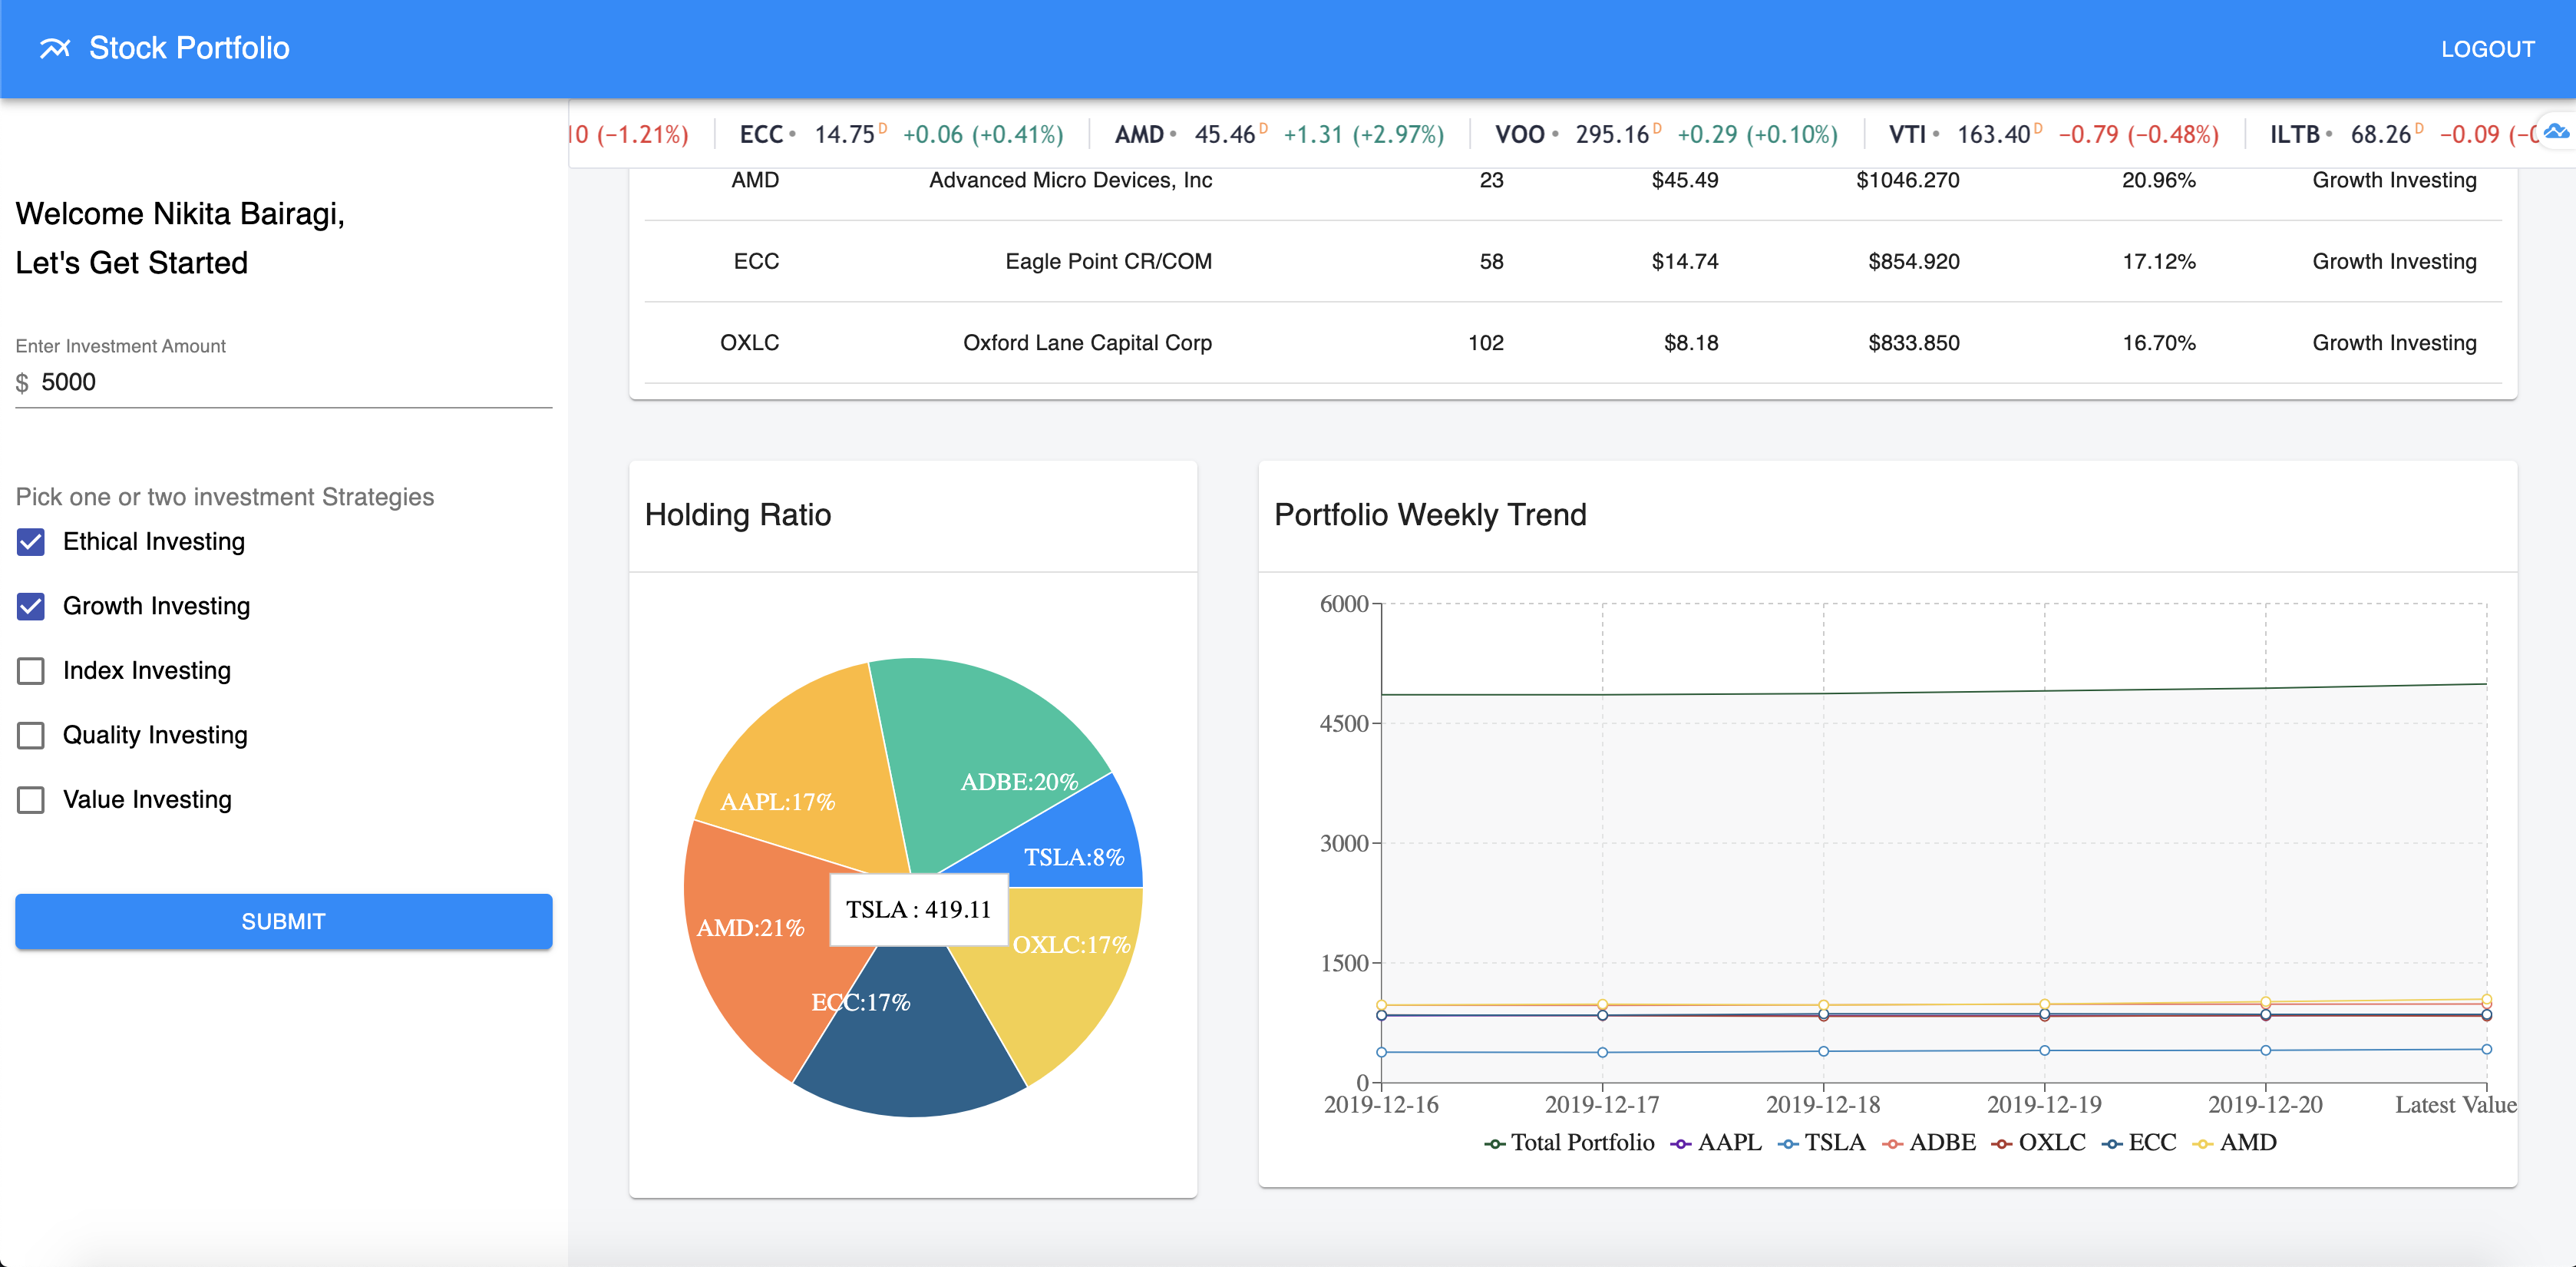 Stock Portfolio
LOGOUT
10 (−1.21%) ECC • 14.75 D +0.06 (+0.41%) AMD • 45.46 D +1.31 (+2.97%) VOO • 295.16 D +0.29 (+0.10%) VTI • 163.40 D −0.79 (−0.48%) ILTB • 68.26 D −0.09 (−0
Welcome Nikita Bairagi,
Let's Get Started
Enter Investment Amount
$ 5000
Pick one or two investment Strategies
Ethical Investing
Growth Investing
Index Investing
Quality Investing
Value Investing
SUBMIT
AMD Advanced Micro Devices, Inc 23 $45.49 $1046.270 20.96% Growth Investing
ECC Eagle Point CR/COM 58 $14.74 $854.920 17.12% Growth Investing
OXLC Oxford Lane Capital Corp 102 $8.18 $833.850 16.70% Growth Investing
Holding Ratio
ADBE:20%
AAPL:17%
TSLA:8%
TSLA : 419.11
AMD:21%
OXLC:17%
ECC:17%
Portfolio Weekly Trend
6000
4500
3000
1500
0
2019-12-16 2019-12-17 2019-12-18 2019-12-19 2019-12-20 Latest Value
Total Portfolio AAPL TSLA ADBE OXLC ECC AMD